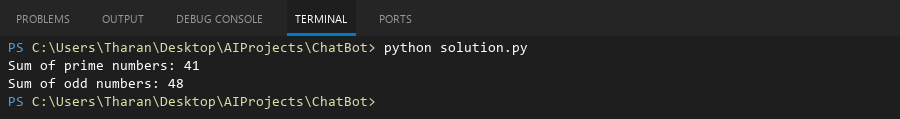 PROBLEMS OUTPUT DEBUG CONSOLE TERMINAL PORTS
PS C:\Users\Tharan\Desktop\AIProjects\ChatBot> python solution.py
Sum of prime numbers: 41
Sum of odd numbers: 48
PS C:\Users\Tharan\Desktop\AIProjects\ChatBot>